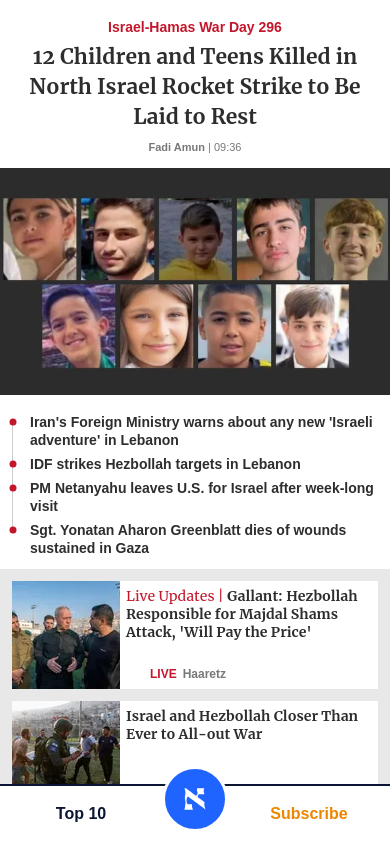 Israel-Hamas War Day 296
12 Children and Teens Killed in
North Israel Rocket Strike to Be
Laid to Rest
Fadi Amun | 09:36
Iran's Foreign Ministry warns about any new 'Israeli
adventure' in Lebanon
IDF strikes Hezbollah targets in Lebanon
PM Netanyahu leaves U.S. for Israel after week-long
visit
Sgt. Yonatan Aharon Greenblatt dies of wounds
sustained in Gaza
Live Updates | Gallant: Hezbollah
Responsible for Majdal Shams
Attack, 'Will Pay the Price'
LIVE Haaretz
Israel and Hezbollah Closer Than
Ever to All-out War
Top 10
א
Subscribe